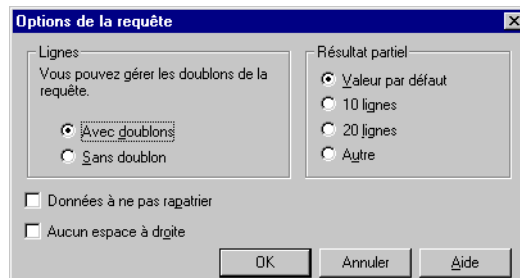 Options de la requête
Lignes
Vous pouvez gérer les doublons de la
requête.
Avec doublons
Sans doublon
Résultat partiel
Valeur par défaut
10 lignes
20 lignes
Autre
Données à ne pas rapatrier
Aucun espace à droite
OK
Annuler
Aide